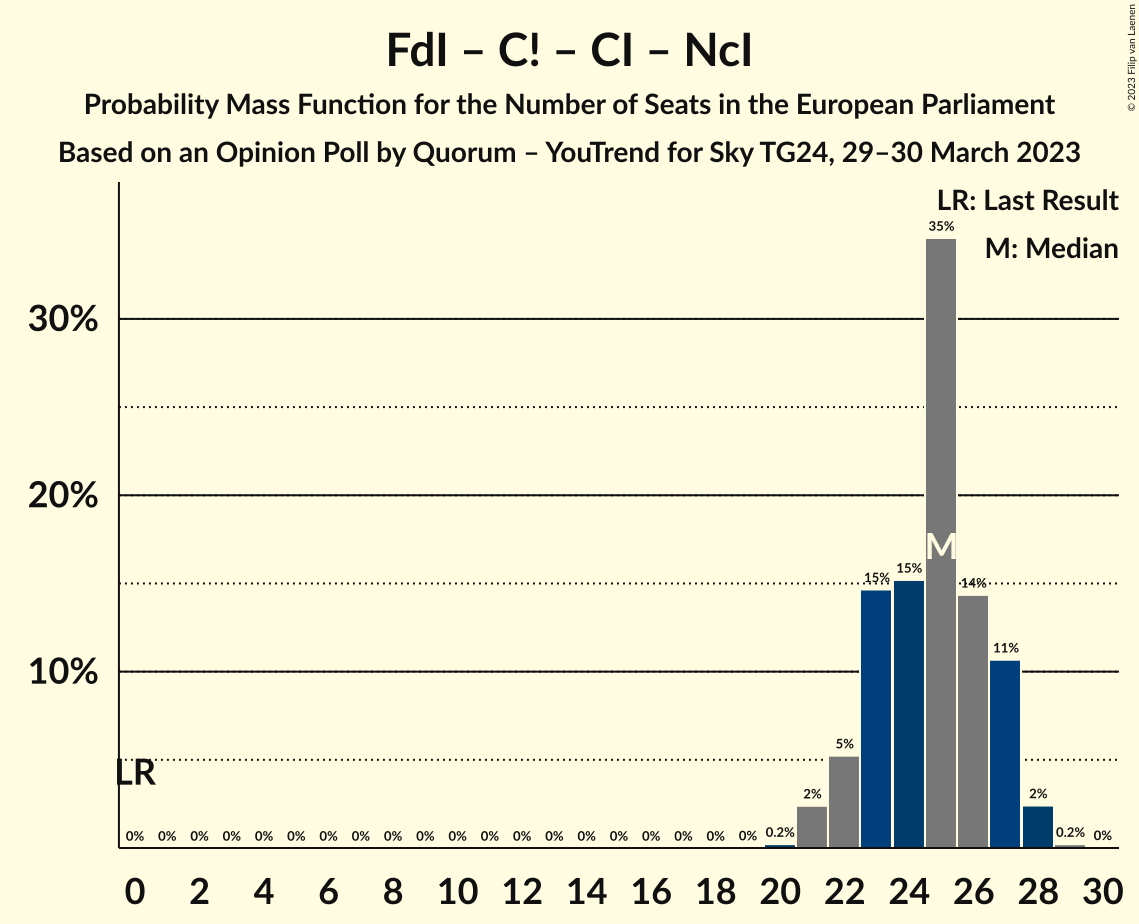 FdI – C! – CI – NcI
Probability Mass Function for the Number of Seats in the European Parliament
Based on an Opinion Poll by Quorum – YouTrend for Sky TG24, 29–30 March 2023
© 2023 Filip van Laenen
LR: Last Result
M: Median
30%
20%
10%
LR
M
0% 0% 0% 0% 0% 0% 0% 0% 0% 0% 0% 0% 0% 0% 0% 0% 0% 0% 0% 0% 0.2% 2% 5% 15% 15% 35% 14% 11% 2% 0.2% 0%
0 2 4 6 8 10 12 14 16 18 20 22 24 26 28 30